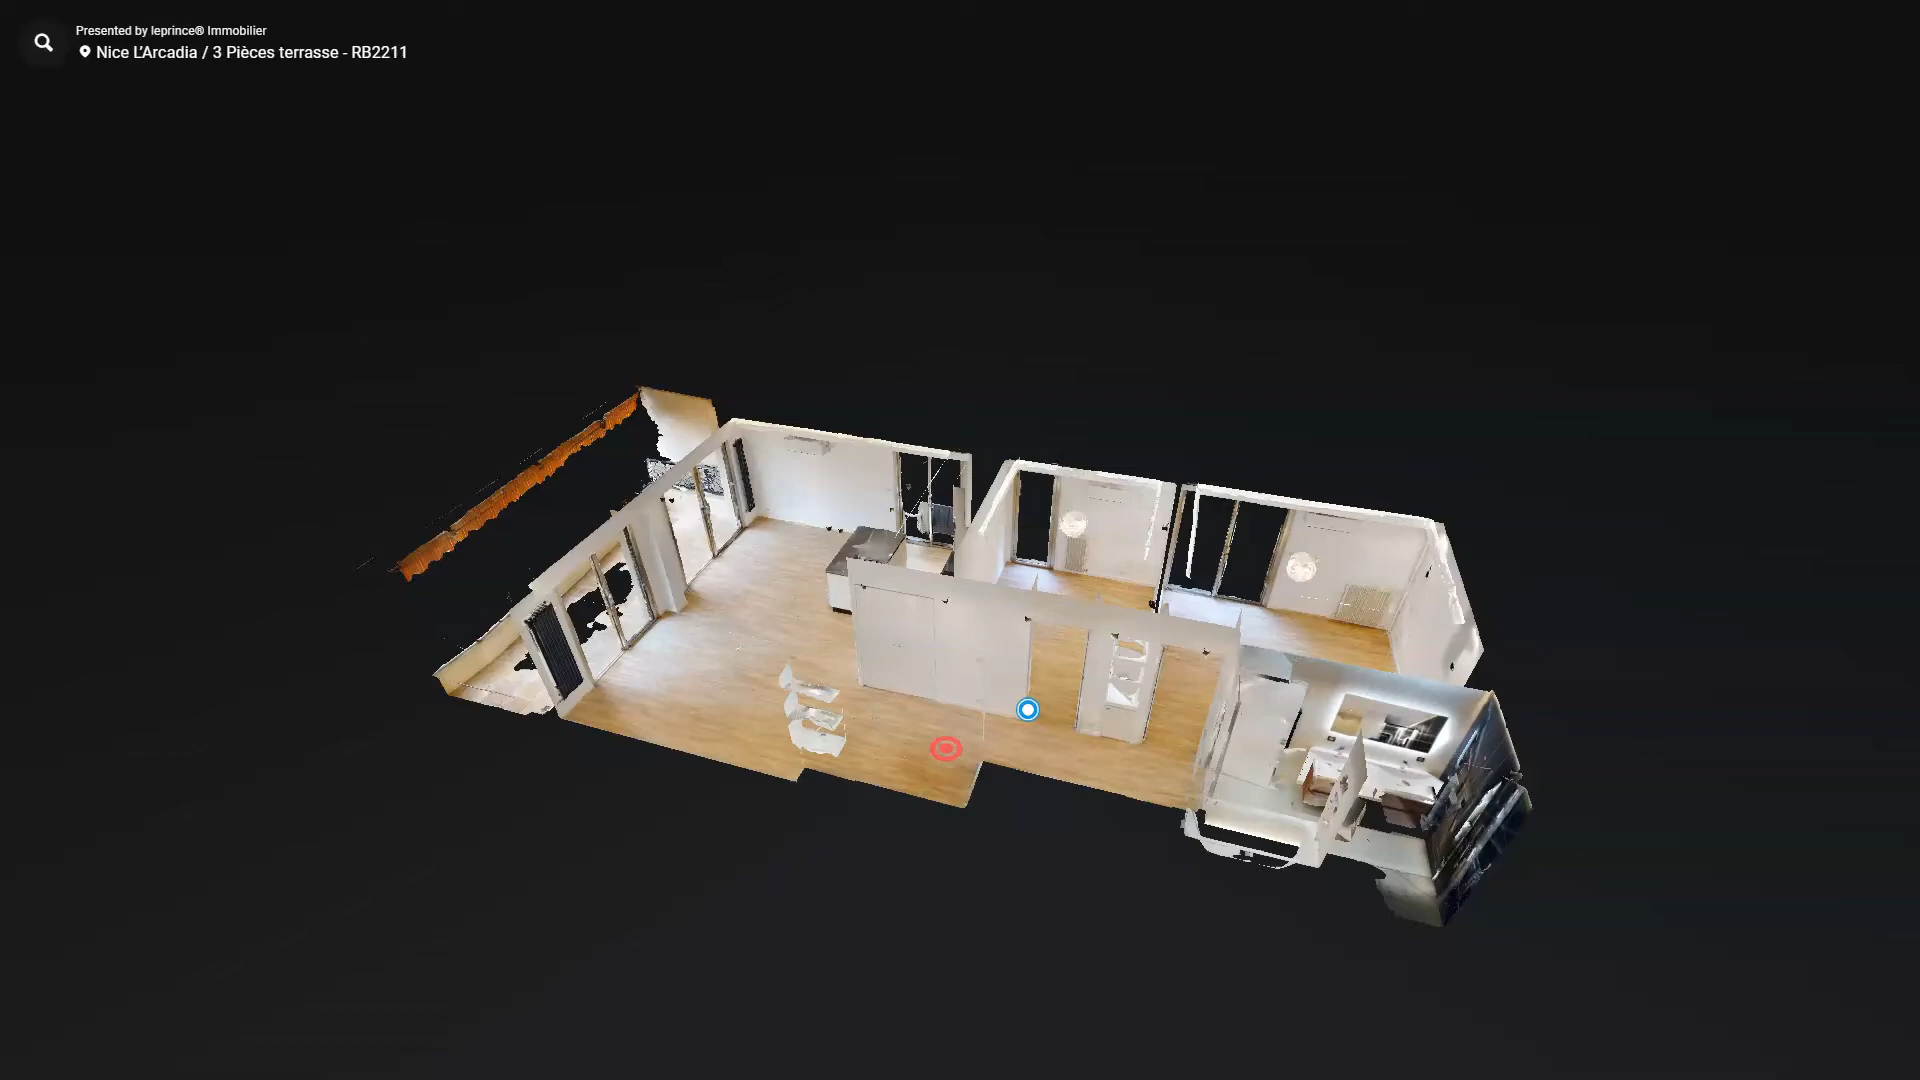 Presented by leprince® Immobilier
Nice L'Arcadia / 3 Pièces terrasse - RB2211